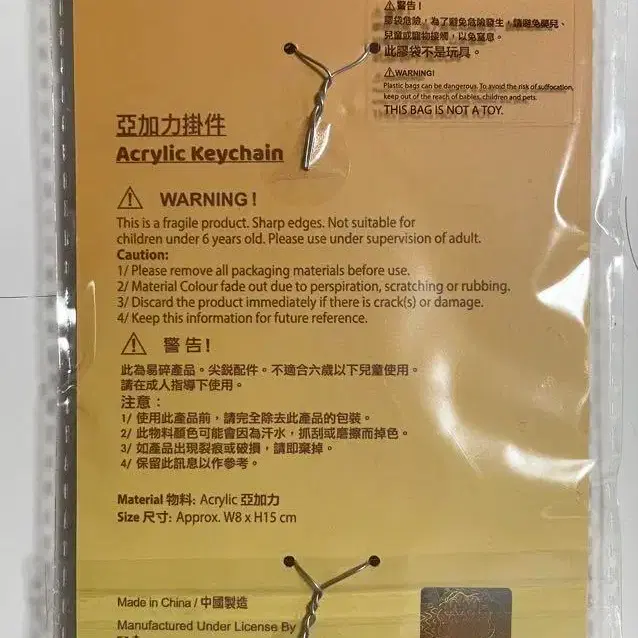 ⚠警告！
膠袋危險，為了避免危險發生，請避免嬰兒、
兒童或寵物接觸，以免窒息。
此膠袋不是玩具。
⚠WARNING!
Plastic bags can be dangerous. To avoid the risk of suffocation,
keep out of the reach of babies, children and pets.
THIS BAG IS NOT A TOY.
亞加力掛件
Acrylic Keychain
⚠ WARNING !
This is a fragile product. Sharp edges. Not suitable for
children under 6 years old. Please use under supervision of adult.
Caution:
1/ Please remove all packaging materials before use.
2/ Material Colour fade out due to perspiration, scratching or rubbing.
3/ Discard the product immediately if there is crack(s) or damage.
4/ Keep this information for future reference.
⚠ 警 告 !
此為易碎產品。尖銳配件。不適合六歲以下兒童使用。
請在成人指導下使用。
注意：
1/ 使用此產品前，請完全除去此產品的包裝。
2/ 此物料顏色可能會因為汗水，抓刮或磨擦而掉色。
3/ 如產品出現裂痕或破損，請即棄掉。
4/ 保留此訊息以作參考。
Material 物料: Acrylic 亞加力
Size 尺寸: Approx. W8 x H15 cm
Made in China / 中國製造
Manufactured Under License By